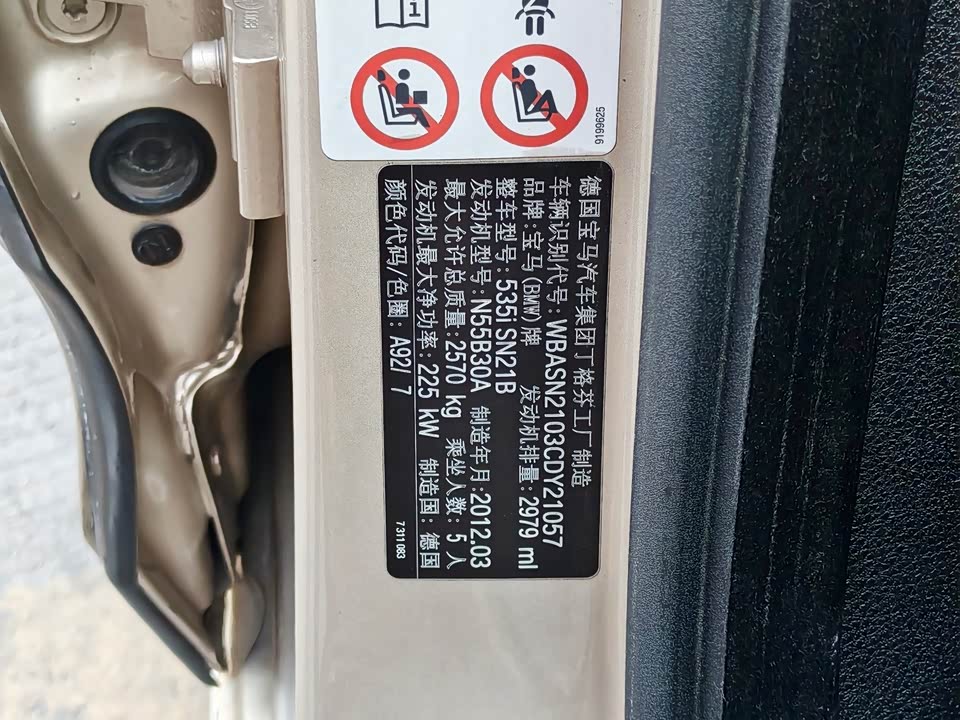 9199625
德国宝马汽车集团丁格芬工厂制造
车辆识别代号: WBASN2103CDY21057
品牌:宝马(BMW)牌 发动机排量:2979 ml
整车型号:535i SN21B
发动机型号:N55B30A 制造年月:2012.03
最大允许总质量:2570 kg 乘坐人数: 5 人
发动机最大净功率:225 kW 制造国: 德国
颜色代码/色圈: A92/ 7
7 311 083